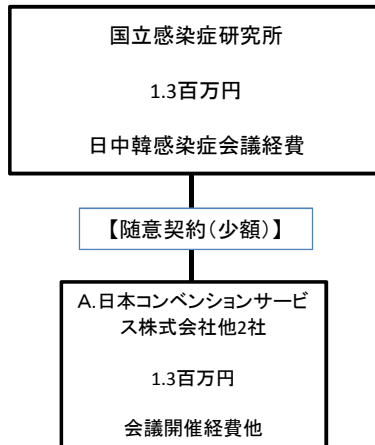 国立感染症研究所
1.3百万円
日中韓感染症会議経費
【随意契約（少額）】
A.日本コンベンションサービ
ス株式会社他2社
1.3百万円
会議開催経費他